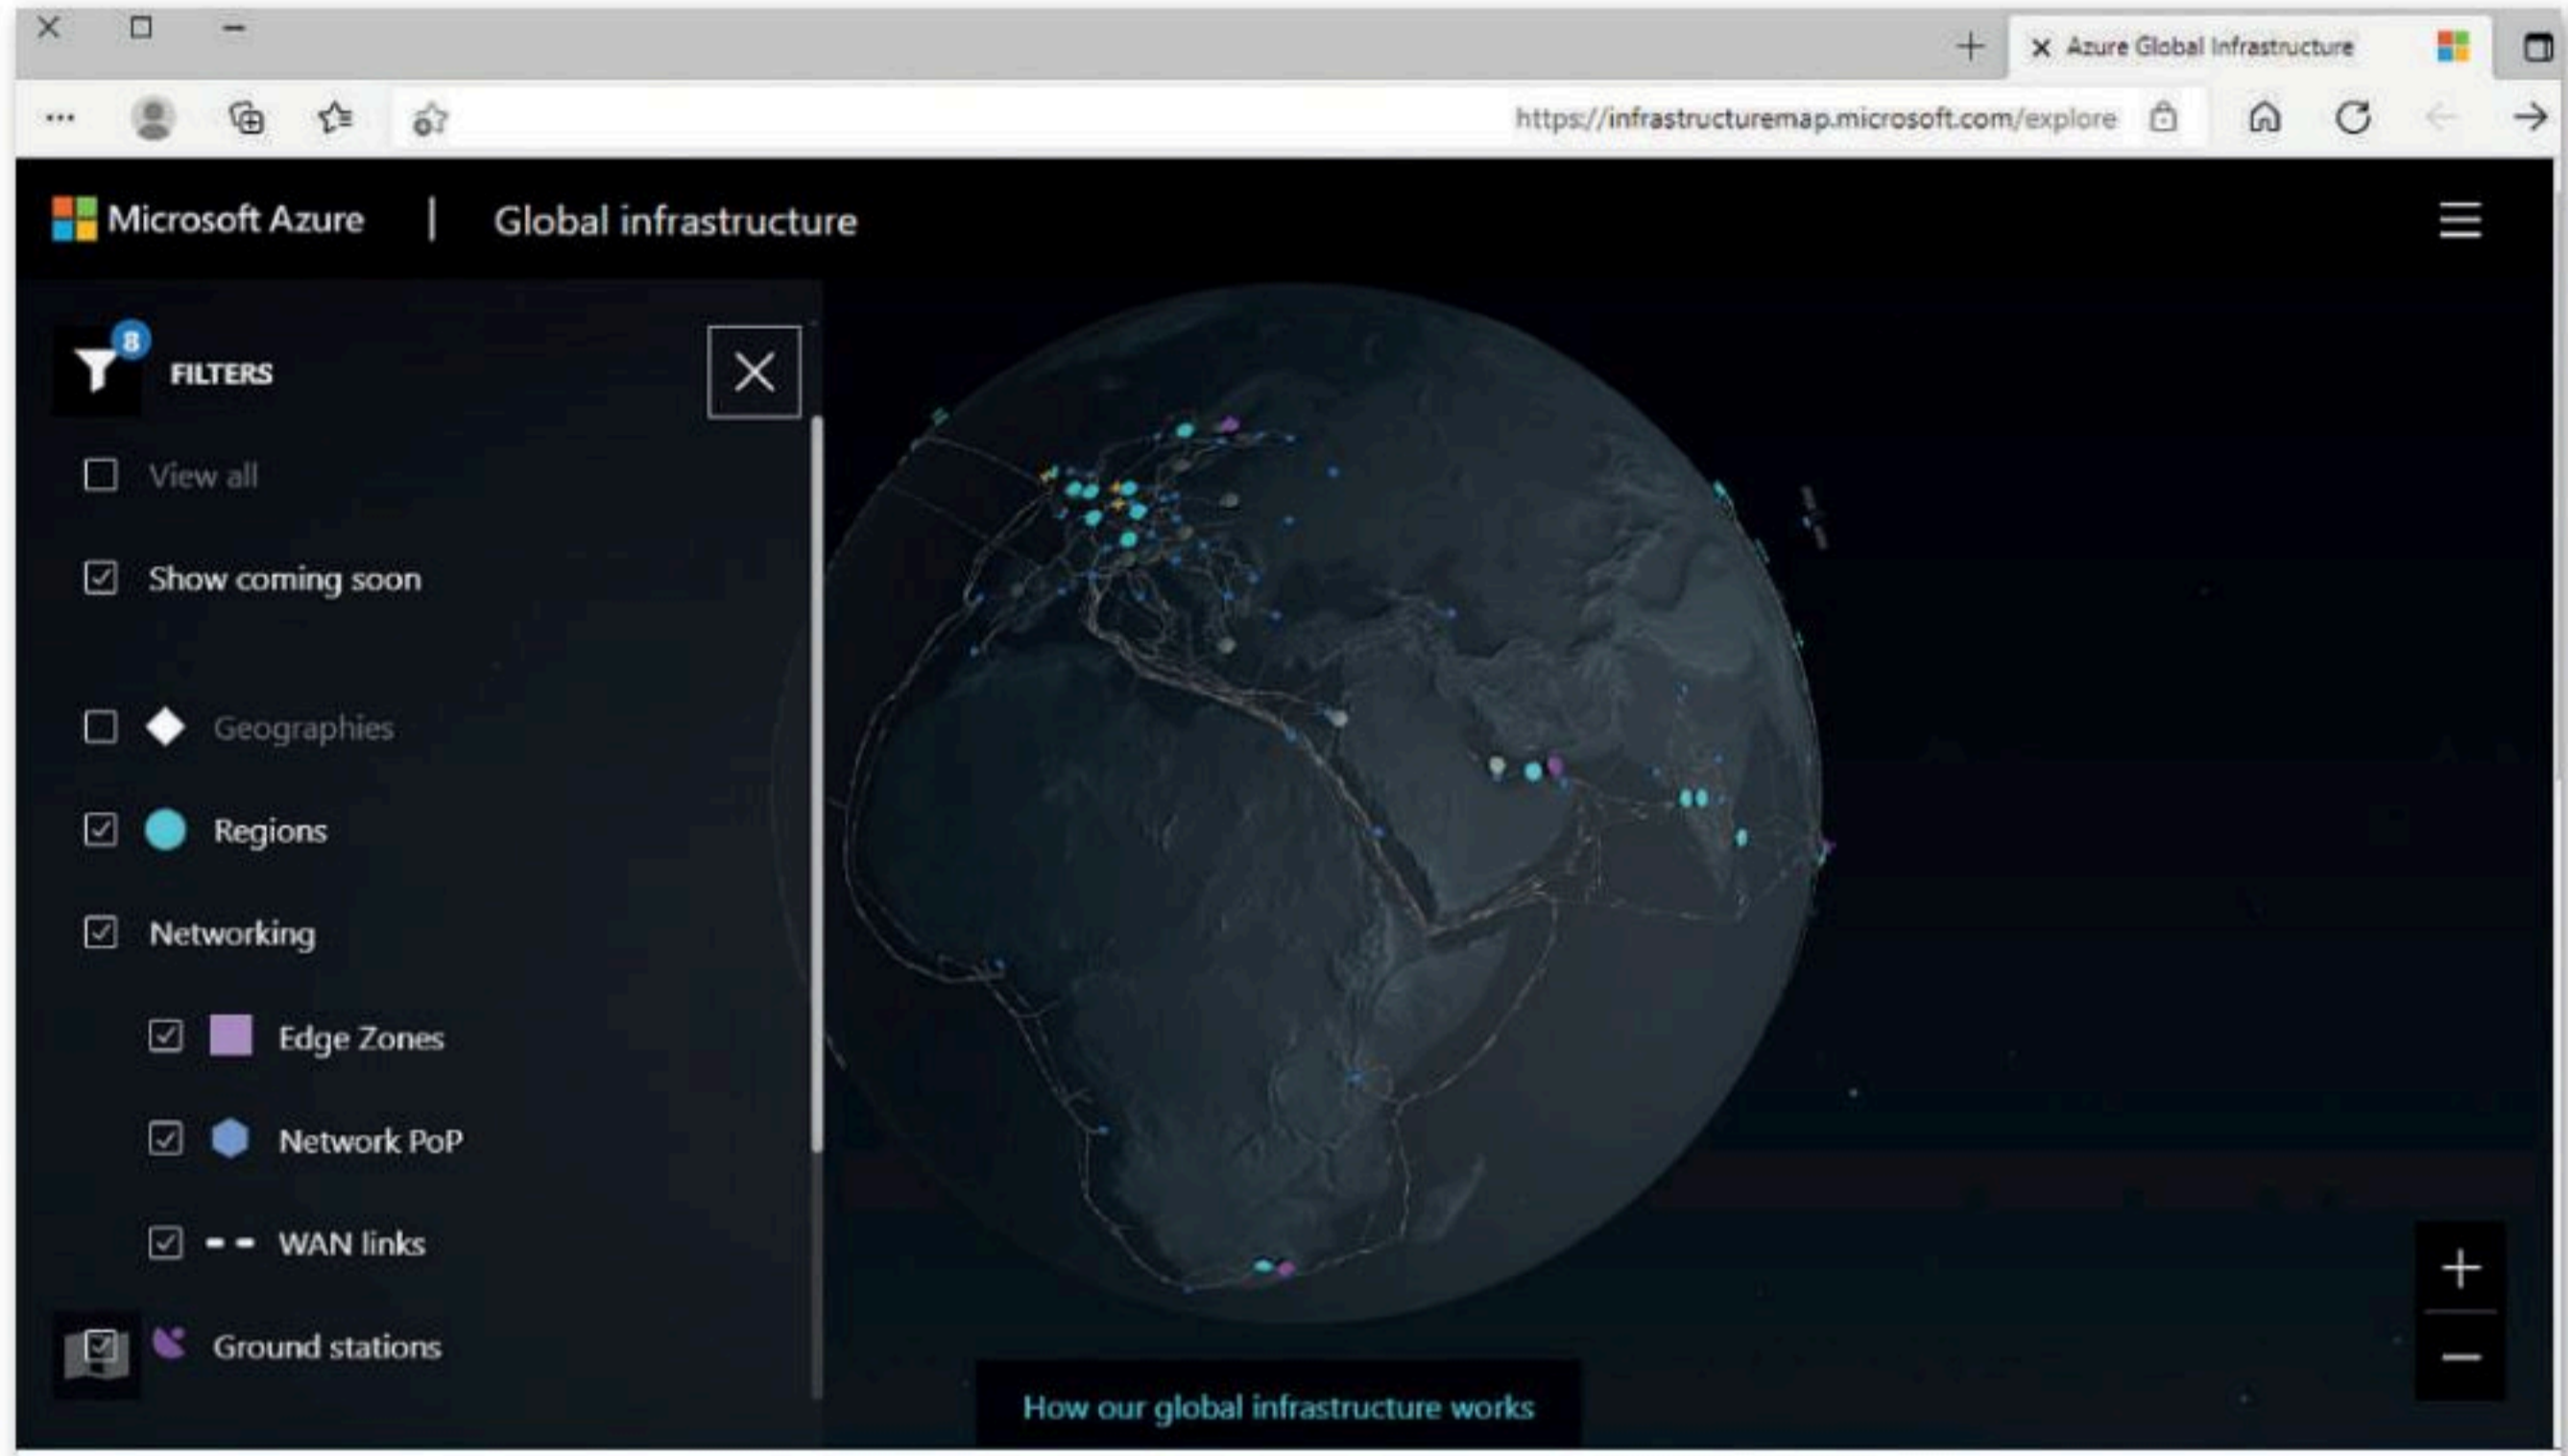 Azure Global Infrastructure
https://infrastructuremap.microsoft.com/explore
Microsoft Azure | Global infrastructure
8
FILTERS
View all
Show coming soon
Geographies
Regions
Networking
Edge Zones
Network PoP
WAN links
Ground stations
How our global infrastructure works